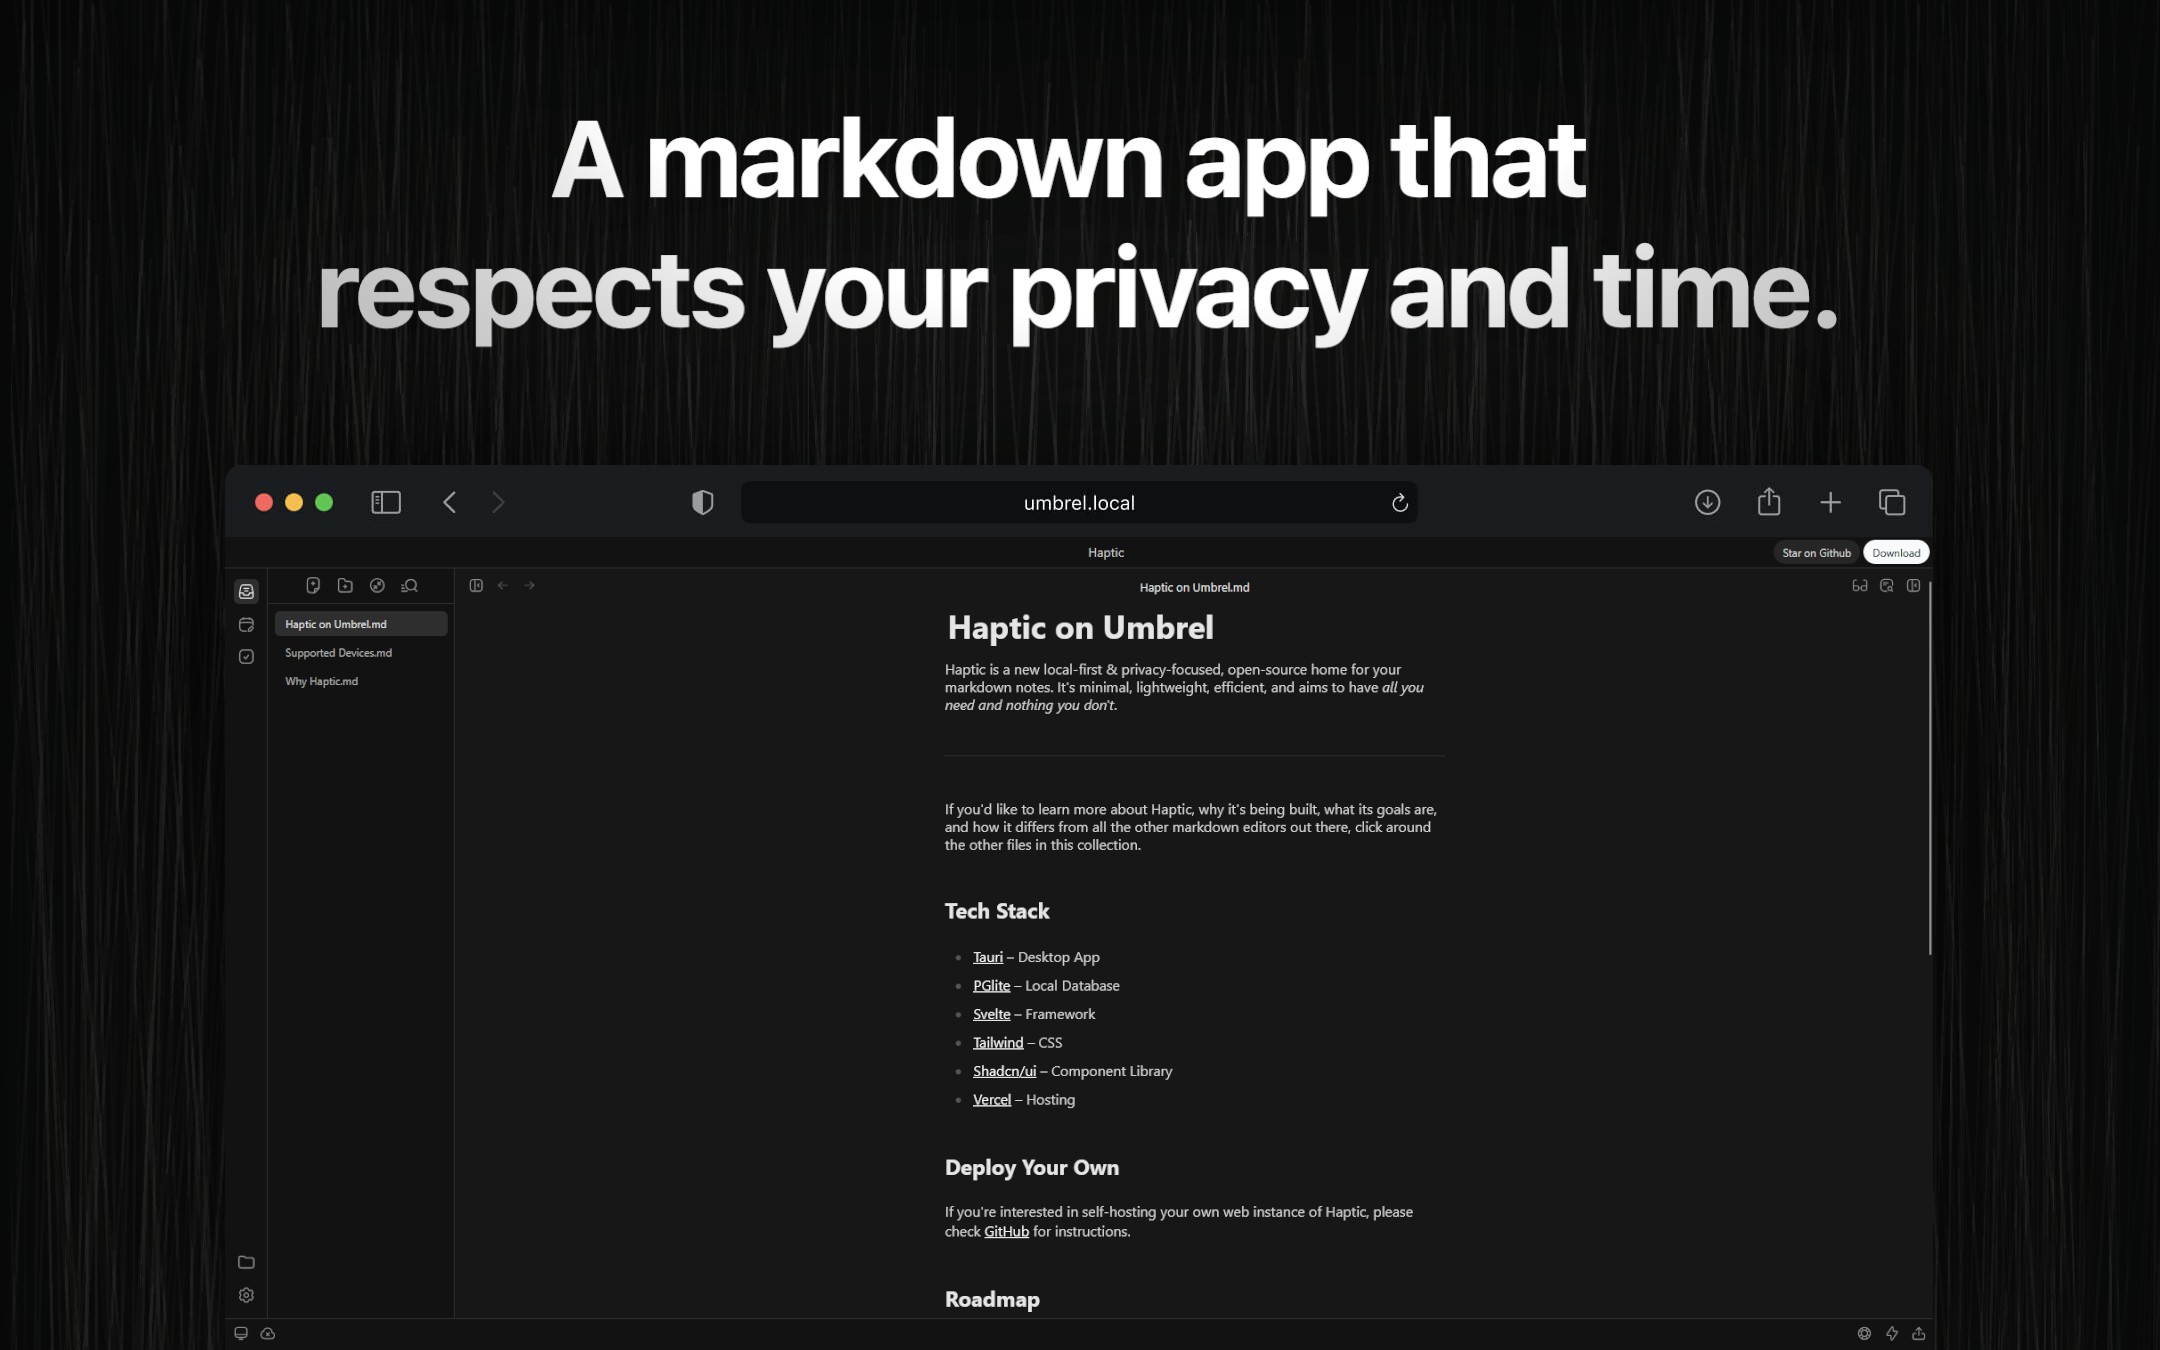 A markdown app that
respects your privacy and time.
umbrel.local
Haptic
Star on Github
Download
Haptic on Umbrel.md
Supported Devices.md
Why Haptic.md
Haptic on Umbrel.md
Haptic on Umbrel
Haptic is a new local-first & privacy-focused, open-source home for your
markdown notes. It's minimal, lightweight, efficient, and aims to have all you
need and nothing you don't.
If you'd like to learn more about Haptic, why it's being built, what its goals are,
and how it differs from all the other markdown editors out there, click around
the other files in this collection.
Tech Stack
Tauri – Desktop App
PGlite – Local Database
Svelte – Framework
Tailwind – CSS
Shadcn/ui – Component Library
Vercel – Hosting
Deploy Your Own
If you're interested in self-hosting your own web instance of Haptic, please
check GitHub for instructions.
Roadmap